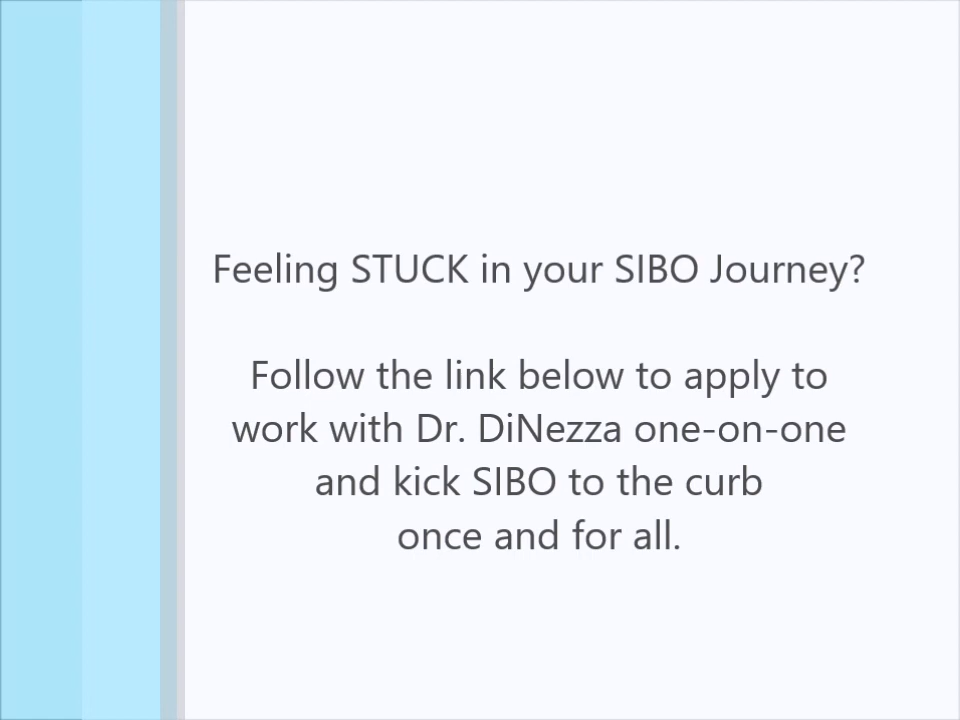 Feeling STUCK in your SIBO Journey?
Follow the link below to apply to
work with Dr. DiNezza one-on-one
and kick SIBO to the curb
once and for all.